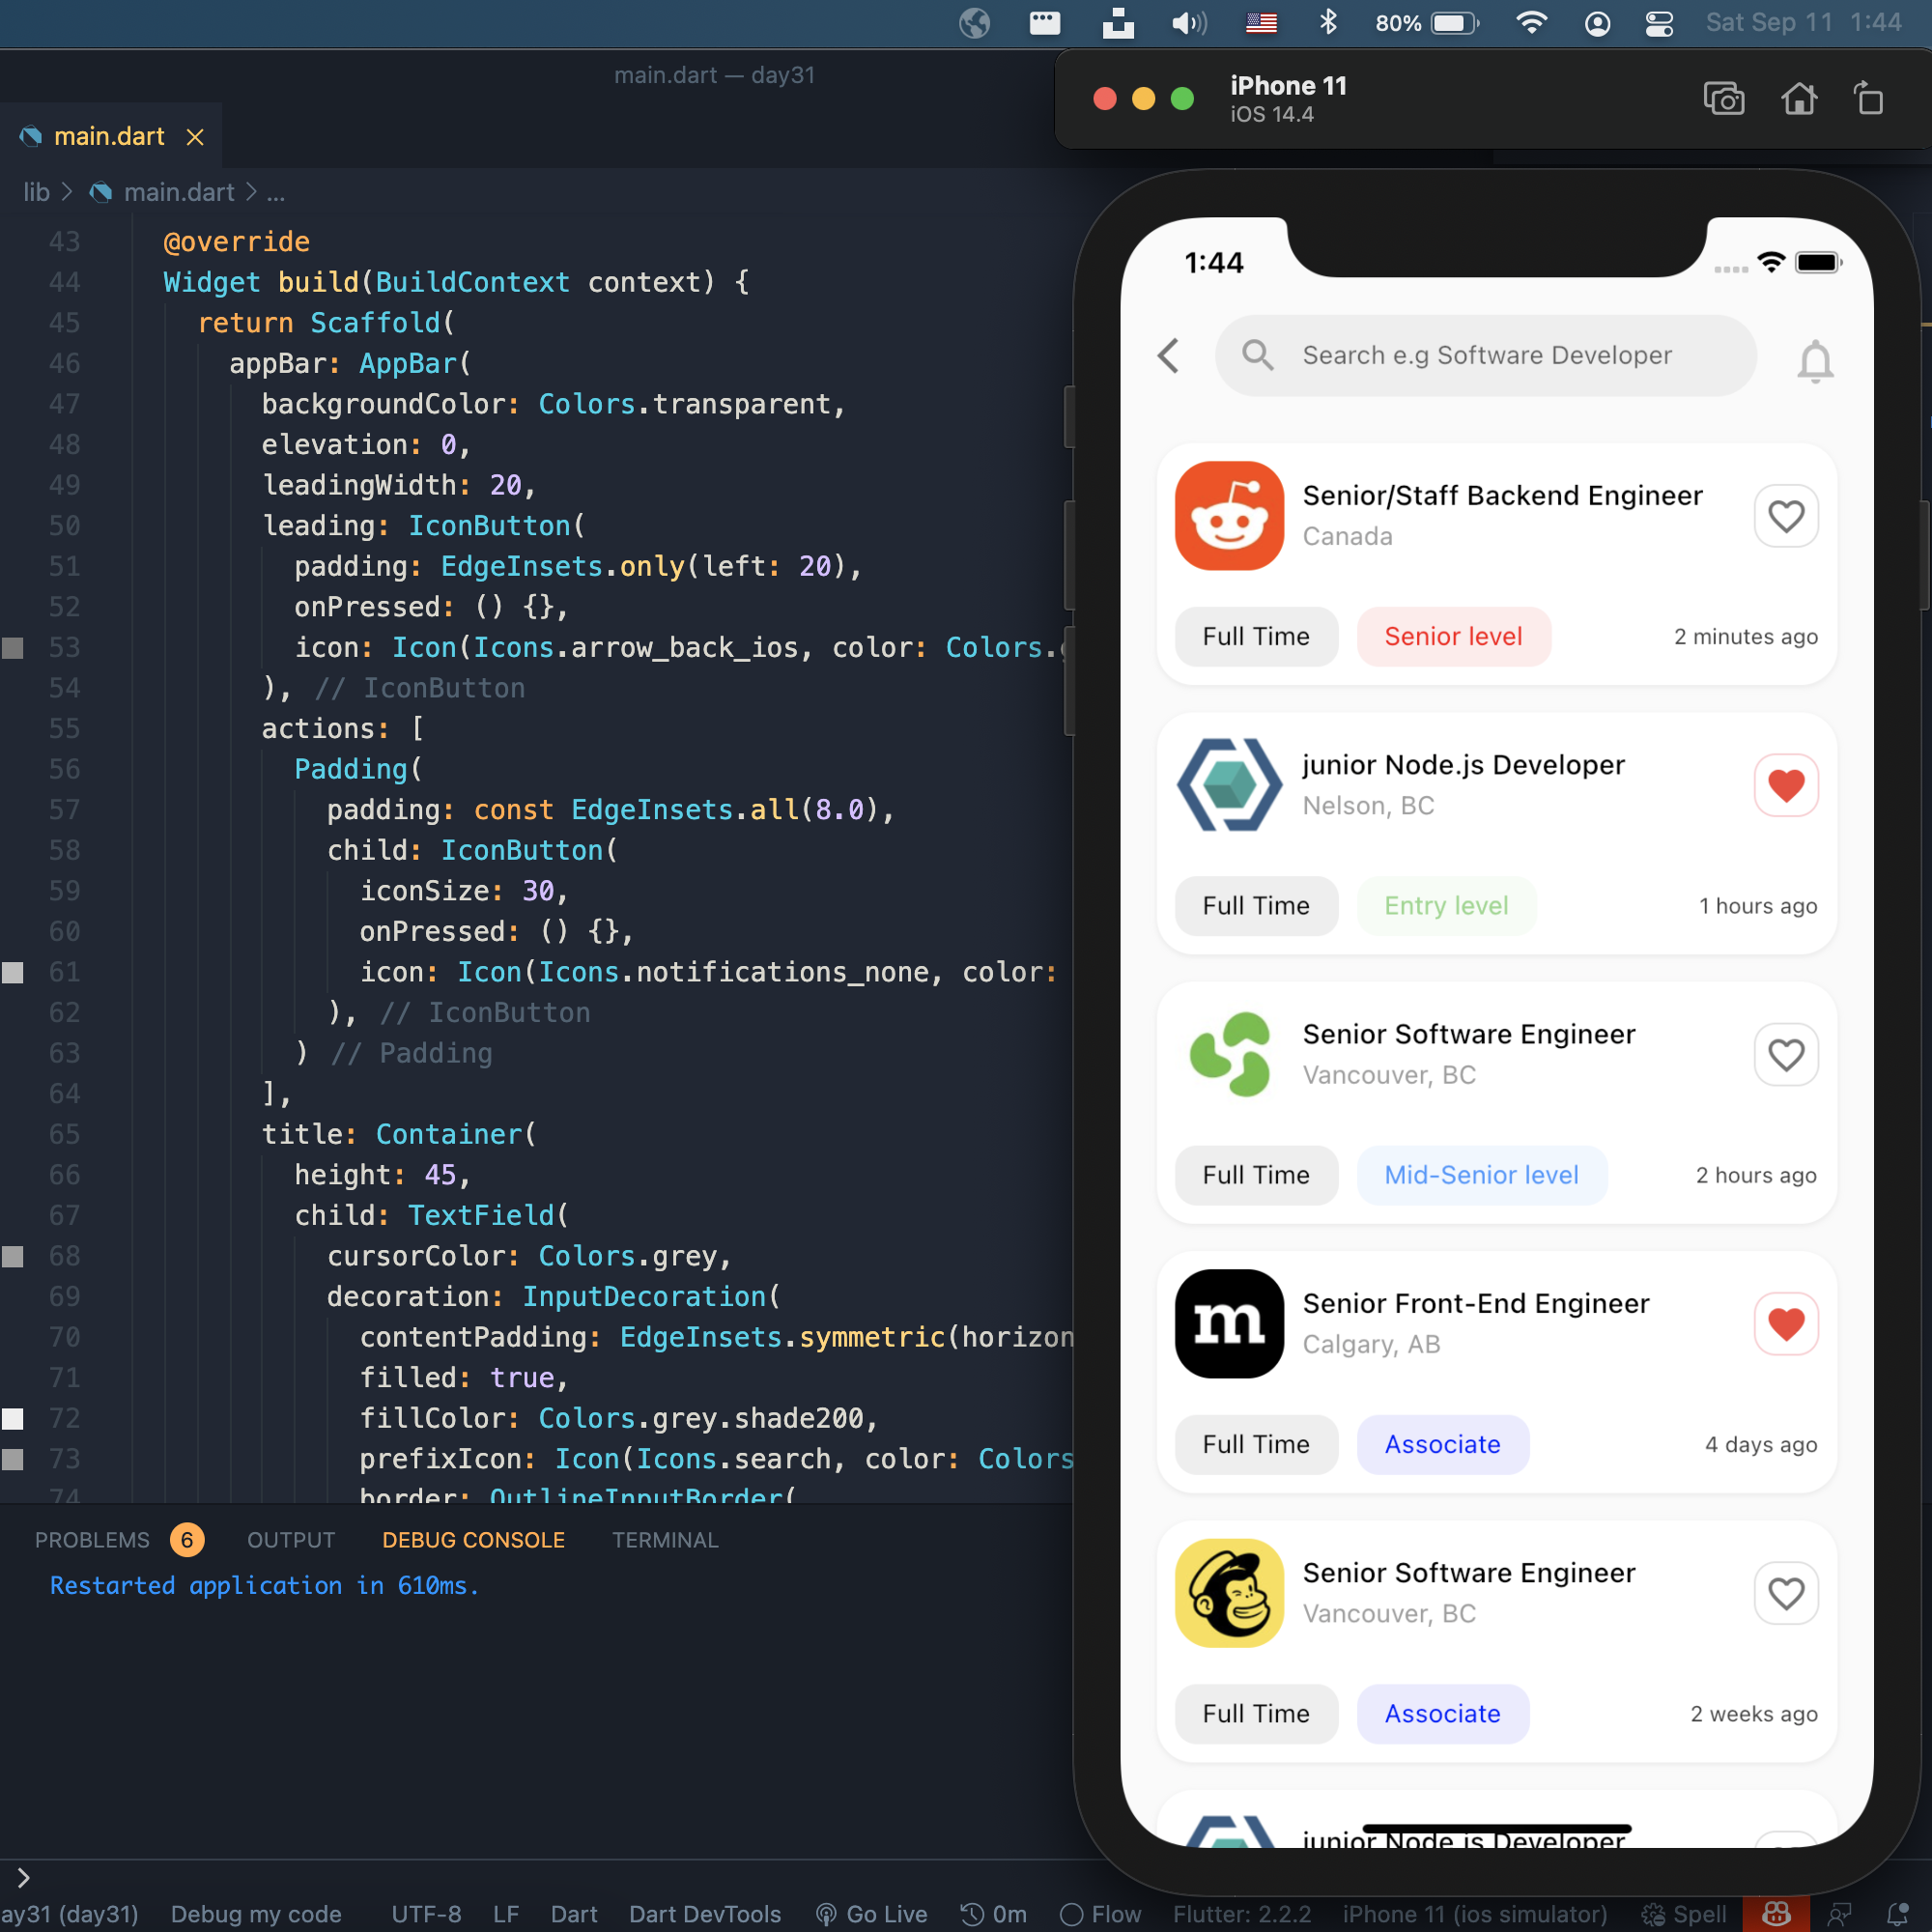 80%
Sat Sep 11 1:44
main.dart — day31
main.dart
lib > main.dart > ...
43 @override
44 Widget build(BuildContext context) {
45 return Scaffold(
46 appBar: AppBar(
47 backgroundColor: Colors.transparent,
48 elevation: 0,
49 leadingWidth: 20,
50 leading: IconButton(
51 padding: EdgeInsets.only(left: 20),
52 onPressed: () {},
53 icon: Icon(Icons.arrow_back_ios, color: Colors.
54 ), // IconButton
55 actions: [
56 Padding(
57 padding: const EdgeInsets.all(8.0),
58 child: IconButton(
59 iconSize: 30,
60 onPressed: () {},
61 icon: Icon(Icons.notifications_none, color:
62 ), // IconButton
63 ) // Padding
64 ],
65 title: Container(
66 height: 45,
67 child: TextField(
68 cursorColor: Colors.grey,
69 decoration: InputDecoration(
70 contentPadding: EdgeInsets.symmetric(horizon
71 filled: true,
72 fillColor: Colors.grey.shade200,
73 prefixIcon: Icon(Icons.search, color: Colors
74 border: OutlineInputBorder(
PROBLEMS 6 OUTPUT DEBUG CONSOLE TERMINAL
Restarted application in 610ms.
>
ay31 (day31) Debug my code UTF-8 LF Dart Dart DevTools Go Live 0m Flow Flutter: 2.2.2 iPhone 11 (ios simulator) Spell
iPhone 11
iOS 14.4
1:44
Search e.g Software Developer
Senior/Staff Backend Engineer
Canada
Full Time Senior level 2 minutes ago
junior Node.js Developer
Nelson, BC
Full Time Entry level 1 hours ago
Senior Software Engineer
Vancouver, BC
Full Time Mid-Senior level 2 hours ago
m
Senior Front-End Engineer
Calgary, AB
Full Time Associate 4 days ago
Senior Software Engineer
Vancouver, BC
Full Time Associate 2 weeks ago
junior Node.js Developer